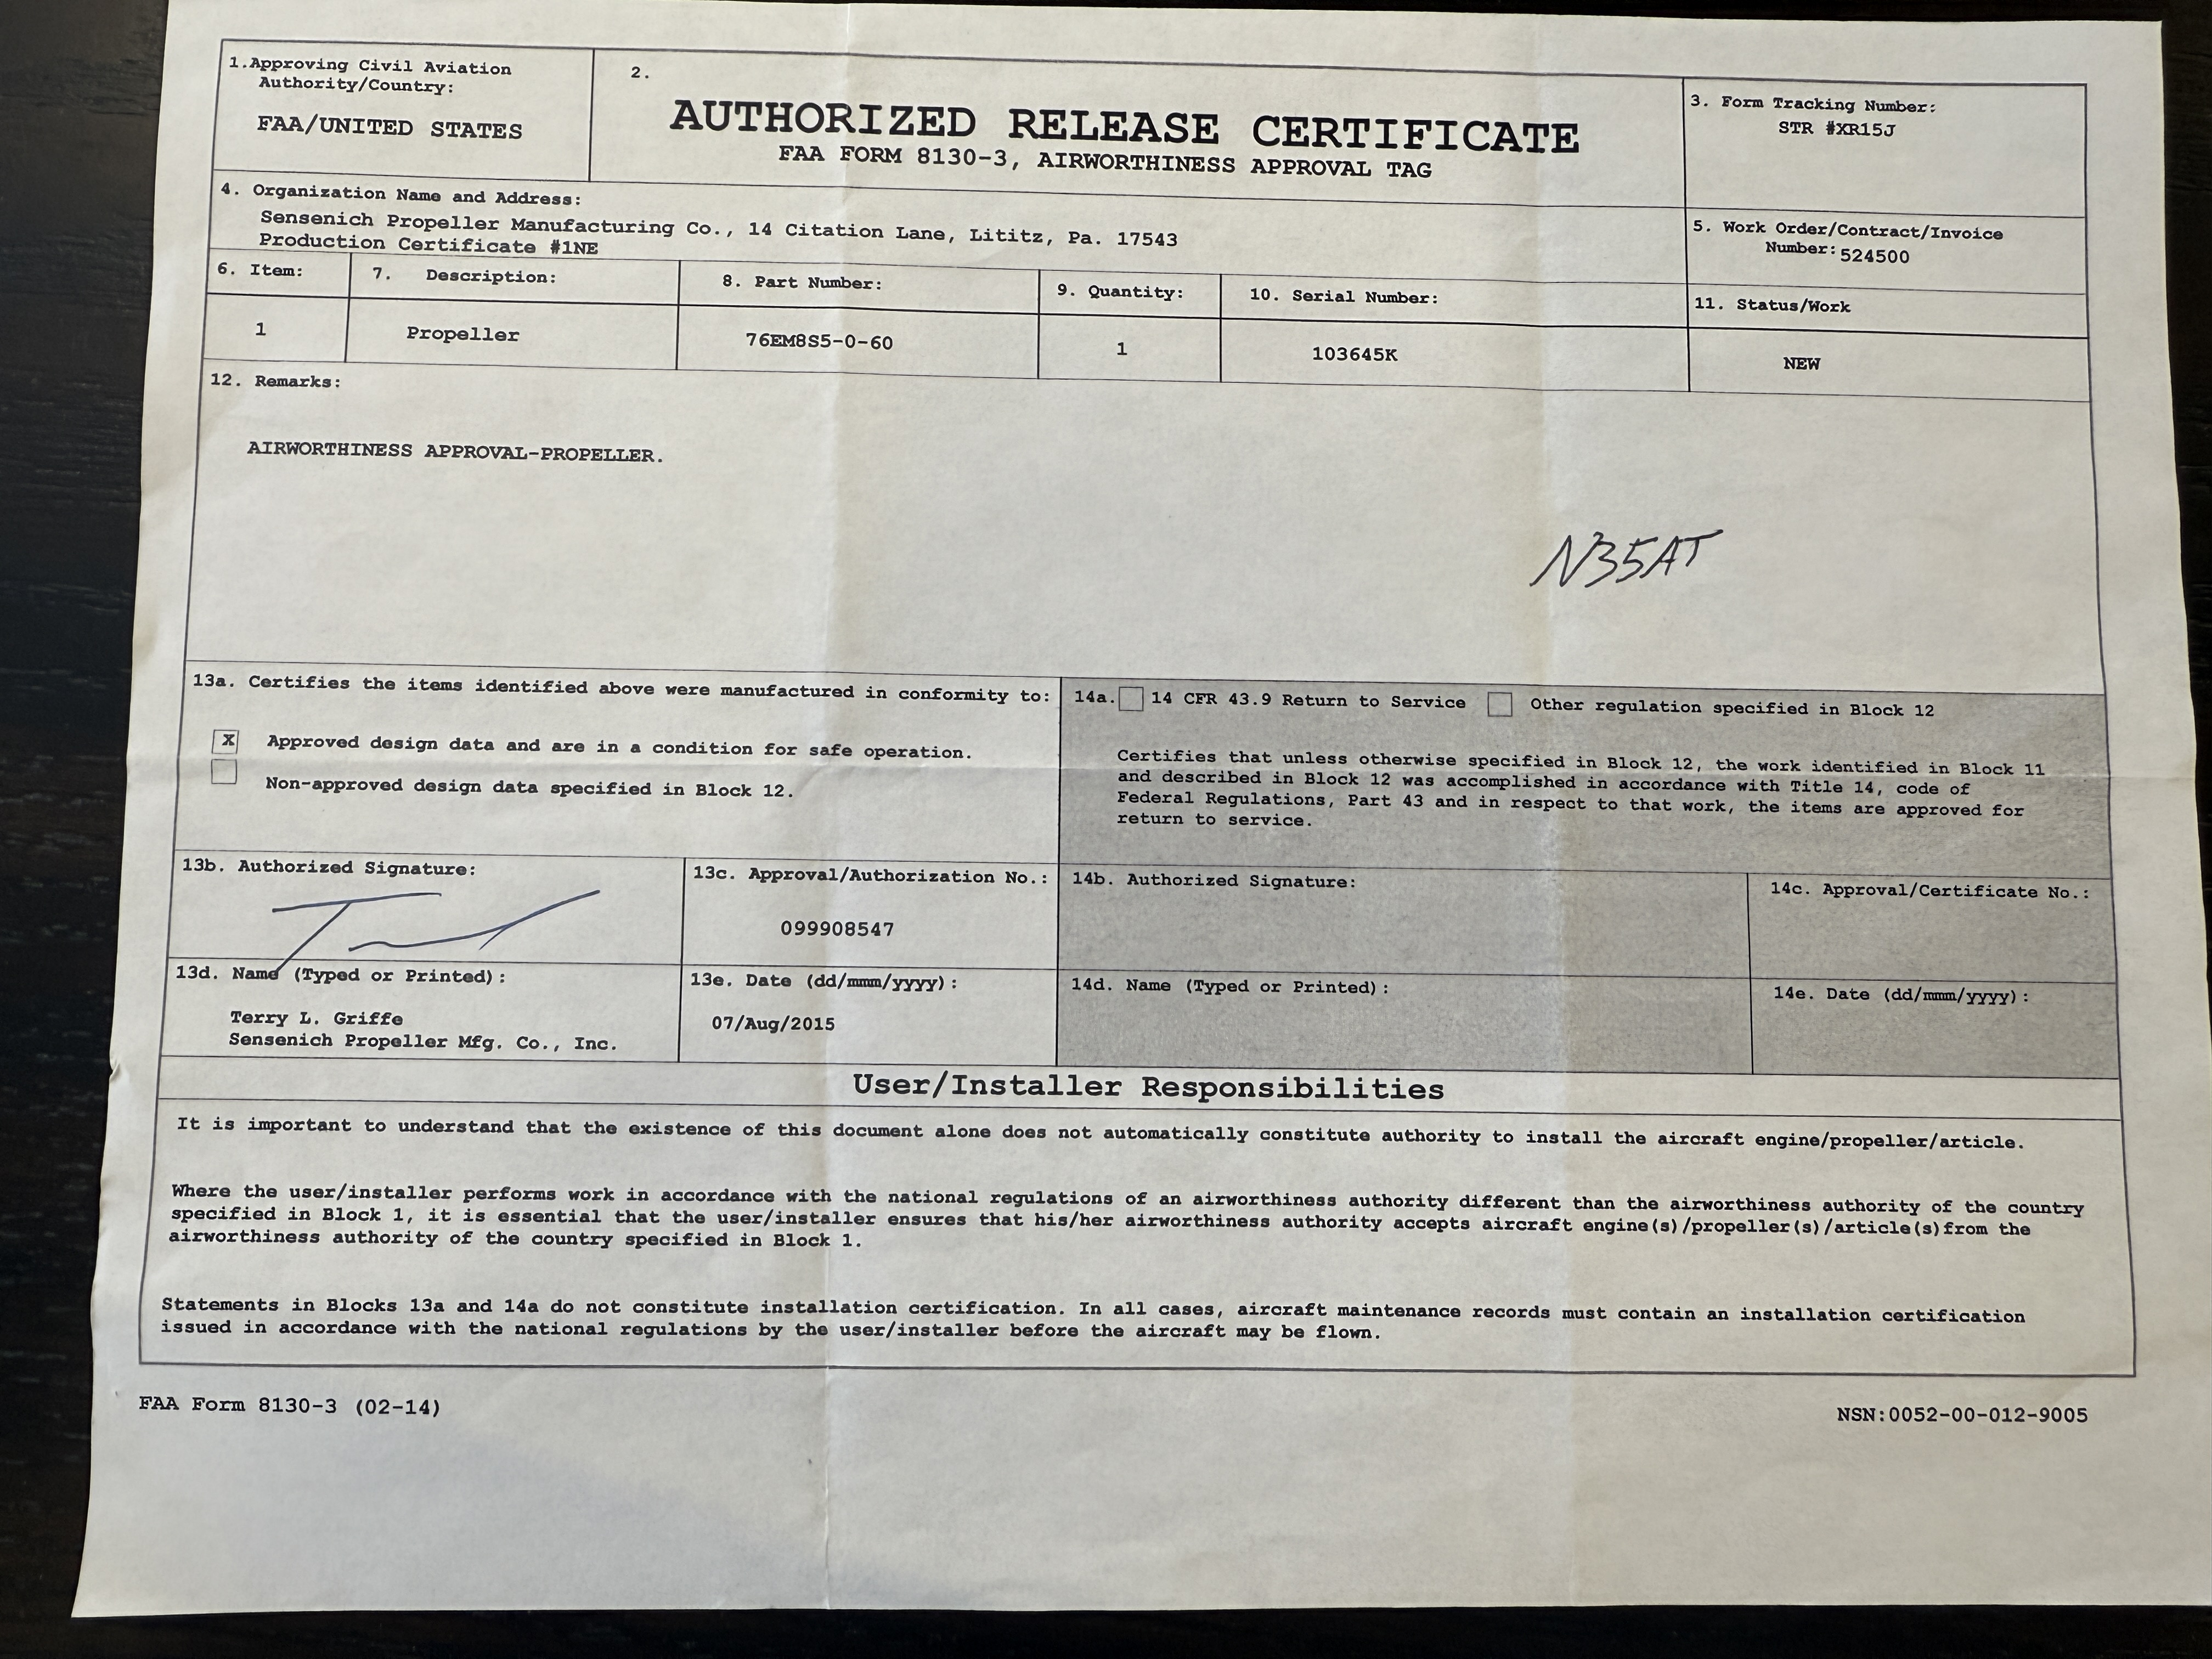 1.Approving Civil Aviation
Authority/Country:
FAA/UNITED STATES
2.
AUTHORIZED RELEASE CERTIFICATE
FAA FORM 8130-3, AIRWORTHINESS APPROVAL TAG
3. Form Tracking Number:
STR #XR15J
4. Organization Name and Address:
Sensenich Propeller Manufacturing Co., 14 Citation Lane, Lititz, Pa. 17543
Production Certificate #1NE
5. Work Order/Contract/Invoice
Number: 524500
6. Item:
7. Description:
8. Part Number:
9. Quantity:
10. Serial Number:
11. Status/Work
1
Propeller
76EM8S5-0-60
1
103645K
NEW
12. Remarks:
AIRWORTHINESS APPROVAL-PROPELLER.
N35AT
13a. Certifies the items identified above were manufactured in conformity to:
X Approved design data and are in a condition for safe operation.
Non-approved design data specified in Block 12.
14a. 14 CFR 43.9 Return to Service Other regulation specified in Block 12
Certifies that unless otherwise specified in Block 12, the work identified in Block 11
and described in Block 12 was accomplished in accordance with Title 14, code of
Federal Regulations, Part 43 and in respect to that work, the items are approved for
return to service.
13b. Authorized Signature:
13c. Approval/Authorization No.:
099908547
14b. Authorized Signature:
14c. Approval/Certificate No.:
13d. Name (Typed or Printed):
Terry L. Griffe
Sensenich Propeller Mfg. Co., Inc.
13e. Date (dd/mmm/yyyy):
07/Aug/2015
14d. Name (Typed or Printed):
14e. Date (dd/mmm/yyyy):
User/Installer Responsibilities
It is important to understand that the existence of this document alone does not automatically constitute authority to install the aircraft engine/propeller/article.
Where the user/installer performs work in accordance with the national regulations of an airworthiness authority different than the airworthiness authority of the country
specified in Block 1, it is essential that the user/installer ensures that his/her airworthiness authority accepts aircraft engine(s)/propeller(s)/article(s)from the
airworthiness authority of the country specified in Block 1.
Statements in Blocks 13a and 14a do not constitute installation certification. In all cases, aircraft maintenance records must contain an installation certification
issued in accordance with the national regulations by the user/installer before the aircraft may be flown.
FAA Form 8130-3 (02-14)
NSN:0052-00-012-9005